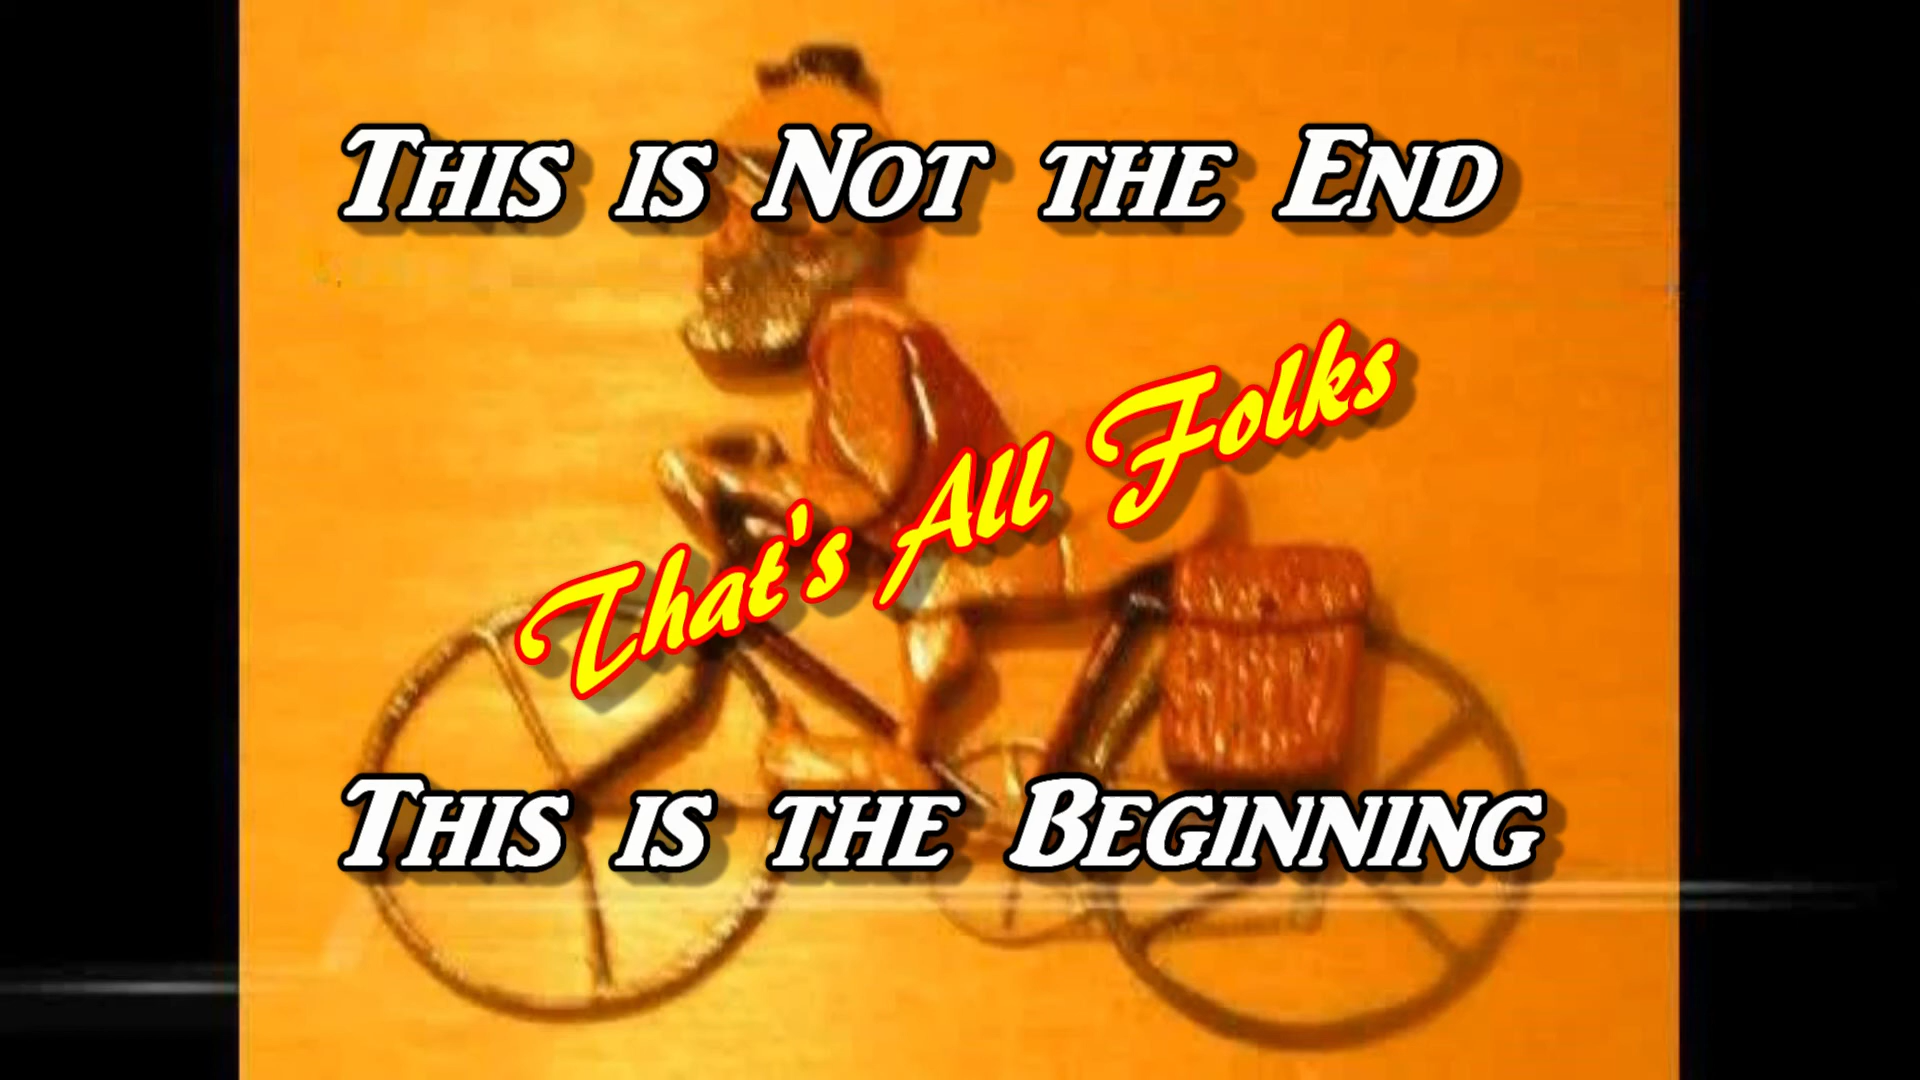 This is Not the End
That's All Folks
This is the Beginning